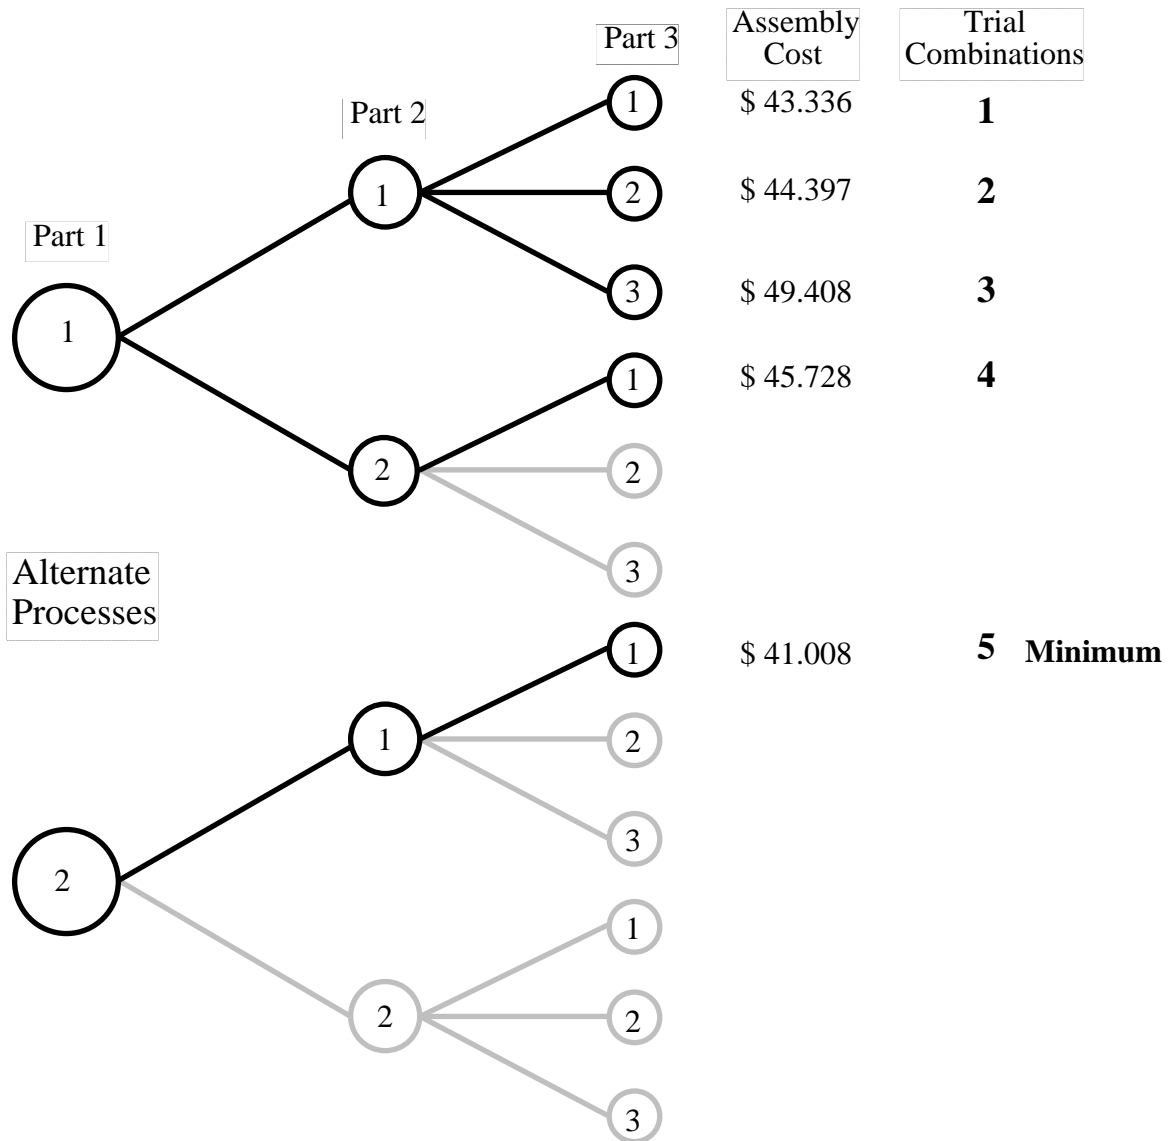 Part 3
Assembly
Cost
Trial
Combinations
Part 2
Part 1
1 $ 43.336 1
1
2 $ 44.397 2
3 $ 49.408 3
1
1 $ 45.728 4
2
2
3
Alternate
Processes
1 $ 41.008 5 Minimum
1
2
3
2
1
2
2
3